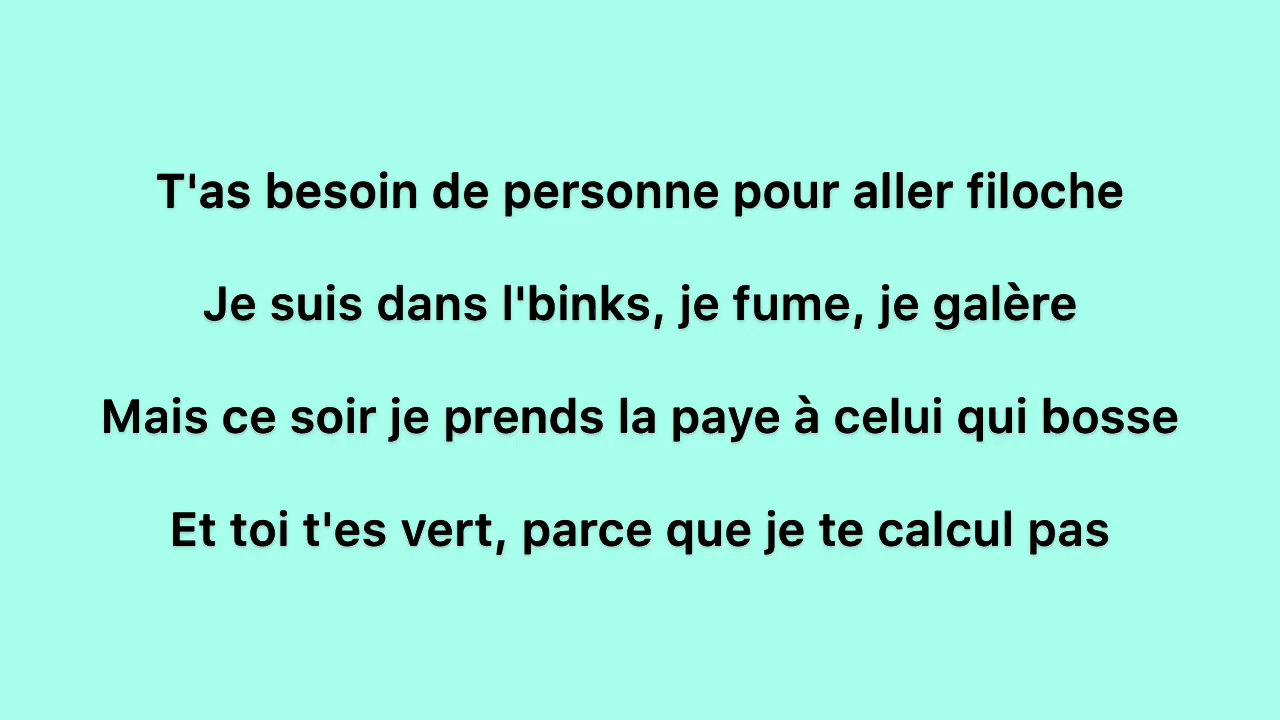 T'as besoin de personne pour aller filoche
Je suis dans l'binks, je fume, je galère
Mais ce soir je prends la paye à celui qui bosse
Et toi t'es vert, parce que je te calcul pas